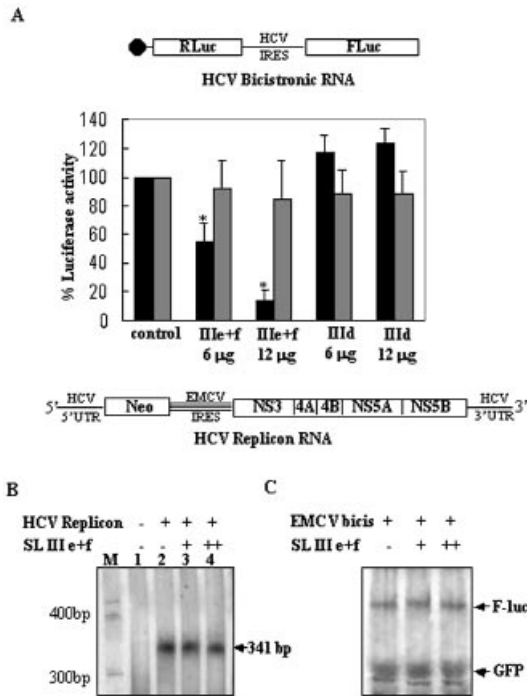 A
RLuc HCV IRES FLuc
HCV Bicistronic RNA
% Luciferase activity
140
120
100
80
60
40
20
0
*
*
control IIIe+f 6 µg IIIe+f 12 µg IIId 6 µg IIId 12 µg
5' HCV 5'UTR Neo EMCV IRES NS3 4A 4B NS5A NS5B HCV 3'UTR 3'
HCV Replicon RNA
B
HCV Replicon - + + +
SL III e+f - - + ++
M 1 2 3 4
400bp
300bp
341 bp
C
EMCV bicis + + +
SL III e+f - + ++
F-luc
GFP